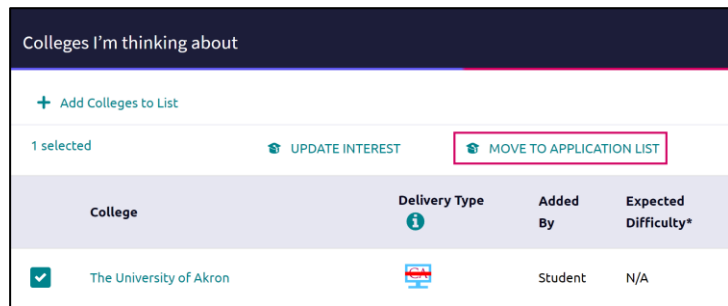 Colleges I'm thinking about
+ Add Colleges to List
1 selected UPDATE INTEREST MOVE TO APPLICATION LIST
College Delivery Type Added By Expected Difficulty*
The University of Akron CA Student N/A